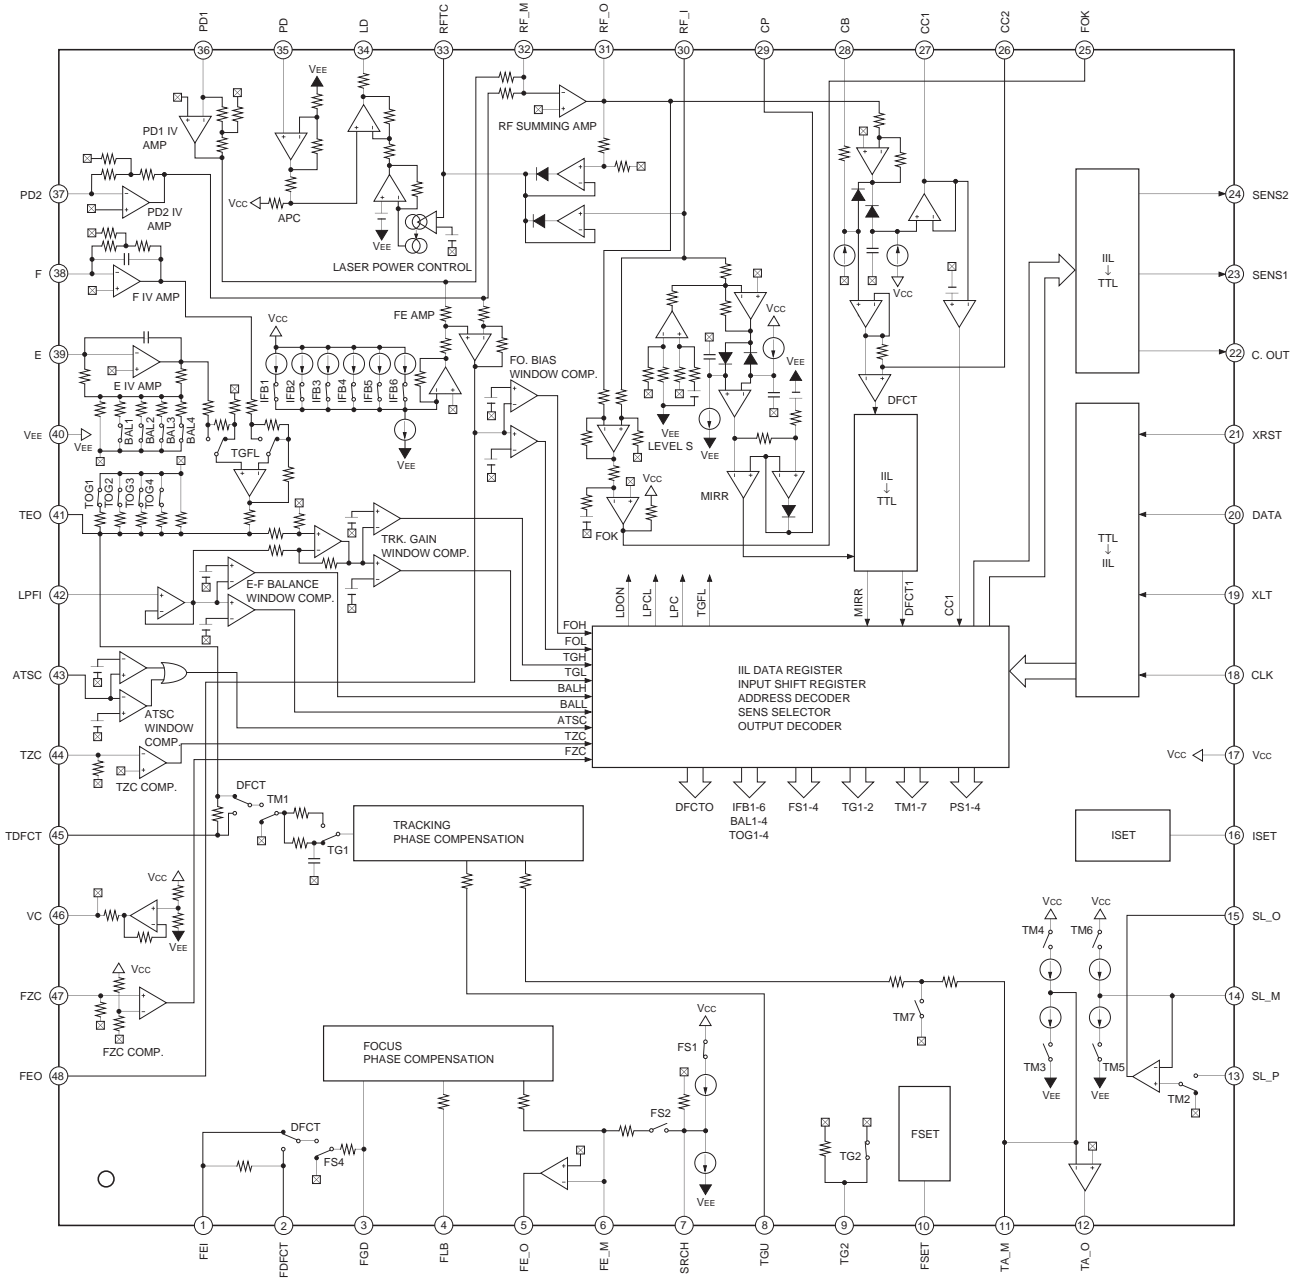 PD1
PD
LD
RFTC
RF_M
RF_O
RF_I
CP
CB
CC1
CC2
FOK
36
35
34
33
32
31
30
29
28
27
26
25
VEE
PD1 IV
AMP
RF SUMMING AMP
PD2
37
VCC
APC
PD2 IV
AMP
VEE
LASER POWER CONTROL
IIL
↓
TTL
24
SENS2
F
38
F IV AMP
23
SENS1
VCC
FE AMP
VCC
VCC
E
39
E IV AMP
IFB1
IFB2
IFB3
IFB4
IFB5
IFB6
FO. BIAS
WINDOW COMP.
VEE
22
C. OUT
DFCT
VEE
40
VEE
BAL1
BAL2
BAL3
BAL4
TGFL
VEE
VEE
LEVEL S
VEE
21
XRST
IIL
↓
TTL
TOG1
TOG2
TOG3
TOG4
TEO
41
VCC
MIRR
FOK
20
DATA
TTL
↓
IIL
TRK. GAIN
WINDOW COMP.
E-F BALANCE
WINDOW COMP.
LPFI
42
LDON
LPCL
LPC
TGFL
MIRR
DFCT1
CC1
19
XLT
FOH
FOL
TGH
TGL
BALH
BALL
ATSC
TZC
FZC
IIL DATA REGISTER
INPUT SHIFT REGISTER
ADDRESS DECODER
SENS SELECTOR
OUTPUT DECODER
ATSC
43
18
CLK
ATSC
WINDOW
COMP.
TZC
44
TZC COMP.
VCC
17
VCC
DFCT
TM1
DFCTO
IFB1-6
BAL1-4
TOG1-4
FS1-4
TG1-2
TM1-7
PS1-4
TDFCT
45
TG1
TRACKING
PHASE COMPENSATION
ISET
16
ISET
VCC
VC
46
VEE
VCC
VCC
TM4
TM6
15
SL_O
VCC
FZC
47
FZC COMP.
TM7
14
SL_M
VCC
FS1
FOCUS
PHASE COMPENSATION
TM3
TM5
VEE
VEE
TM2
FEO
48
13
SL_P
DFCT
FS4
FS2
VEE
TG2
FSET
1
2
3
4
5
6
7
8
9
10
11
12
FEI
FDFCT
FGD
FLB
FE_O
FE_M
SRCH
TGU
TG2
FSET
TA_M
TA_O